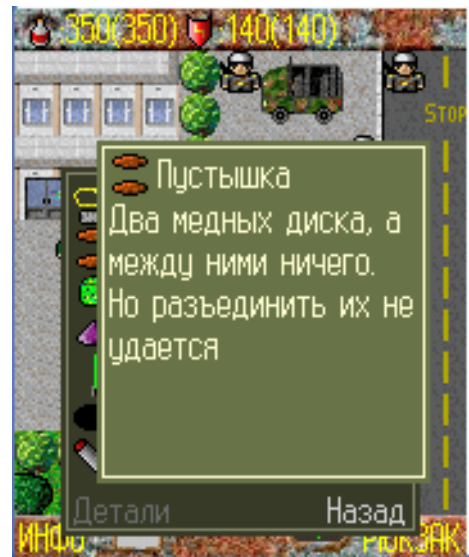 :350(350) :140(140)
STOP
Пустышка
Два медных диска, а
между ними ничего.
Но разъединить их не
удается
Детали Назад
ИНФО РЮКЗАК